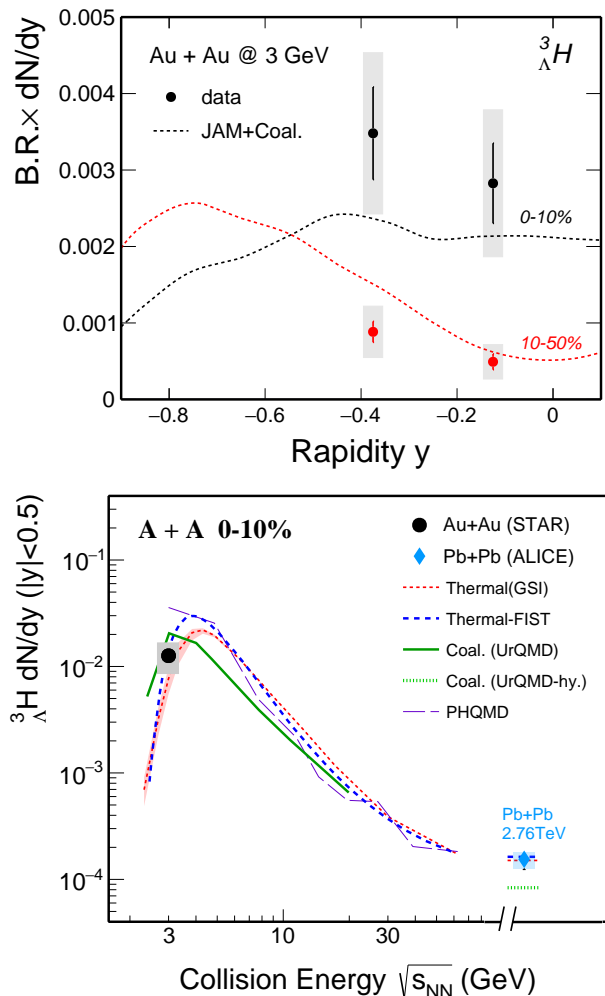 0.005
0.004
0.003
0.002
0.001
0
B.R.× dN/dy
Au + Au @ 3 GeV
³ΛH
data
JAM+Coal.
0-10%
10-50%
−0.8 −0.6 −0.4 −0.2 0
Rapidity y
³ΛH dN/dy (|y|<0.5)
10⁻¹
10⁻²
10⁻³
10⁻⁴
A + A 0-10%
Au+Au (STAR)
Pb+Pb (ALICE)
Thermal(GSI)
Thermal-FIST
Coal. (UrQMD)
Coal. (UrQMD-hy.)
PHQMD
Pb+Pb
2.76TeV
3 10 30
Collision Energy √sNN (GeV)